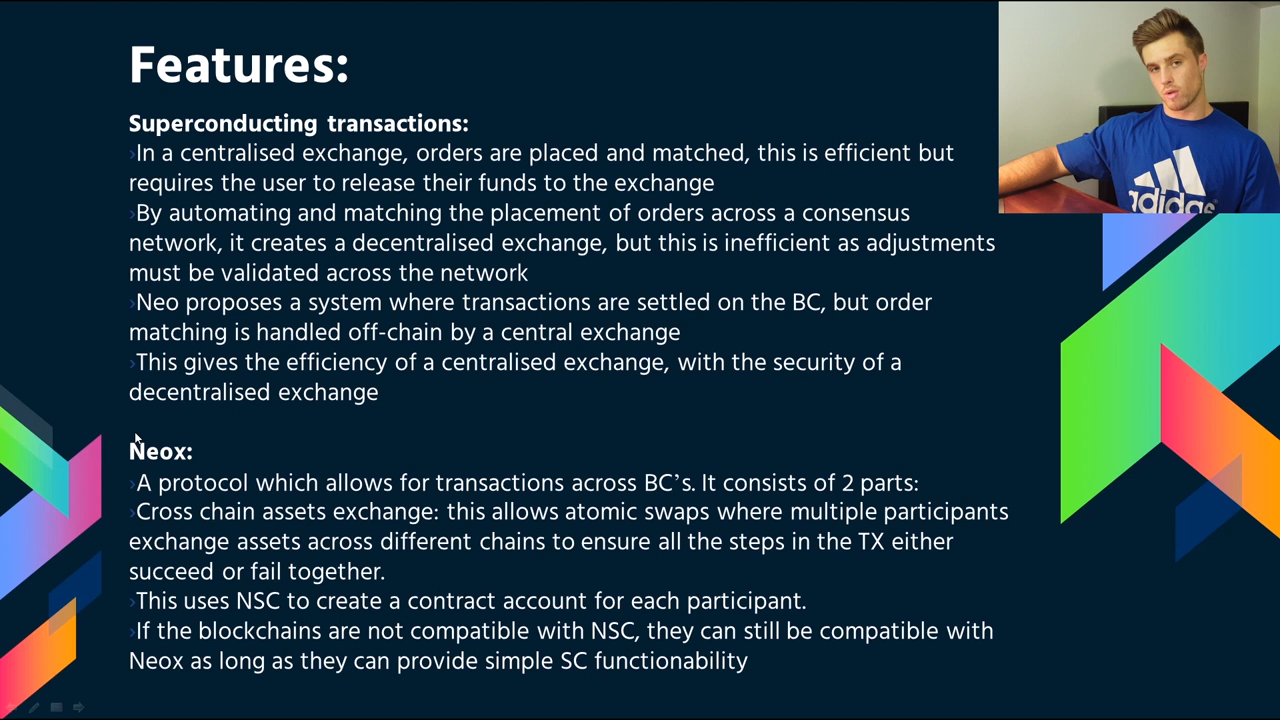 Features:
Superconducting transactions:
›In a centralised exchange, orders are placed and matched, this is efficient but
requires the user to release their funds to the exchange
›By automating and matching the placement of orders across a consensus
network, it creates a decentralised exchange, but this is inefficient as adjustments
must be validated across the network
›Neo proposes a system where transactions are settled on the BC, but order
matching is handled off-chain by a central exchange
›This gives the efficiency of a centralised exchange, with the security of a
decentralised exchange
Neox:
›A protocol which allows for transactions across BC’s. It consists of 2 parts:
›Cross chain assets exchange: this allows atomic swaps where multiple participants
exchange assets across different chains to ensure all the steps in the TX either
succeed or fail together.
›This uses NSC to create a contract account for each participant.
›If the blockchains are not compatible with NSC, they can still be compatible with
Neox as long as they can provide simple SC functionability
adidas